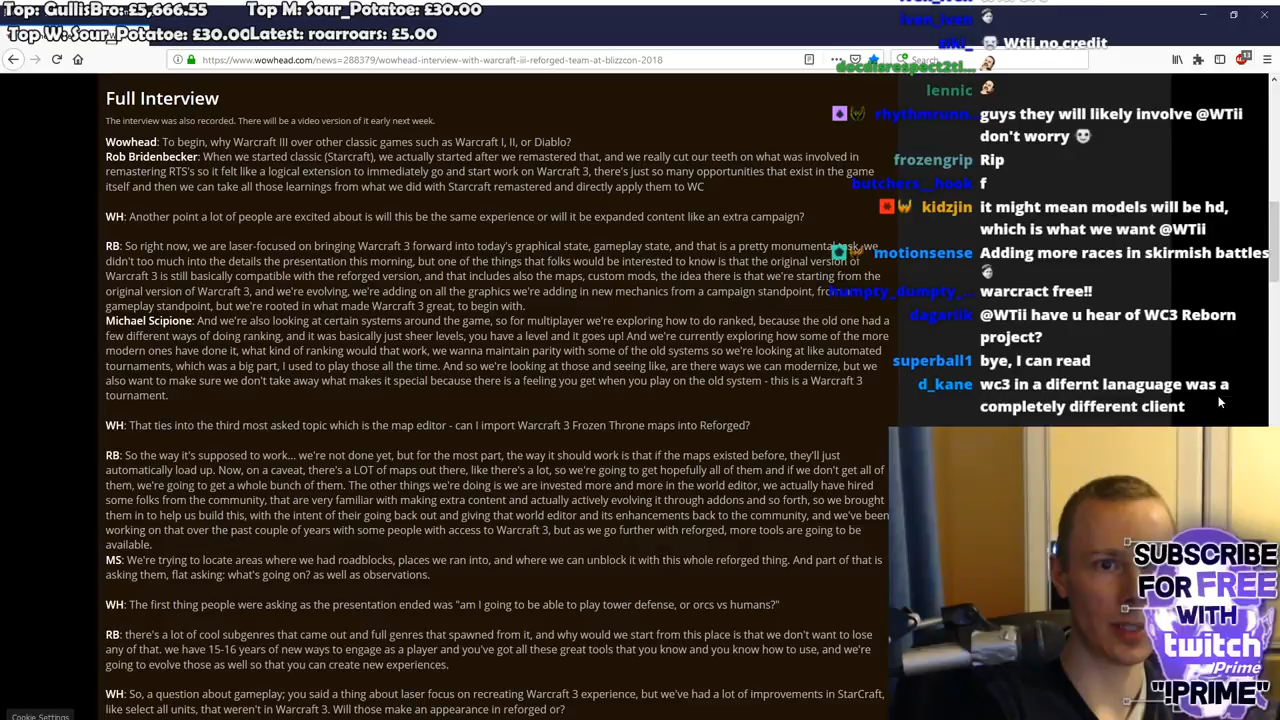 Top: GullisBro: £5,666.55
Top M: Sour_Potatoe: £30.00
Top W: Sour_Potatoe: £30.00
Latest: roarroars: £5.00
https://www.wowhead.com/news=288379/wowhead-interview-with-warcraft-iii-reforged-team-at-blizzcon-2018
Search
Full Interview
The interview was also recorded. There will be a video version of it early next week.
Wowhead: To begin, why Warcraft III over other classic games such as Warcraft I, II, or Diablo?
Rob Bridenbecker: When we started classic (Starcraft), we actually started after we remastered that, and we really cut our teeth on what was involved in
remastering RTS's so it felt like a logical extension to immediately go and start work on Warcraft 3, there's just so many opportunities that exist in the game
itself and then we can take all those learnings from what we did with Starcraft remastered and directly apply them to WC
WH: Another point a lot of people are excited about is will this be the same experience or will it be expanded content like an extra campaign?
RB: So right now, we are laser-focused on bringing Warcraft 3 forward into today's graphical state, gameplay state, and that is a pretty monumental task, we
didn't too much into the details the presentation this morning, but one of the things that folks would be interested to know is that the original version of
Warcraft 3 is still basically compatible with the reforged version, and that includes also the maps, custom mods, the idea there is that we're starting from the
original version of Warcraft 3, and we're evolving, we're adding on all the graphics we're adding in new mechanics from a campaign standpoint, from a
gameplay standpoint, but we're rooted in what made Warcraft 3 great, to begin with.
Michael Scipione: And we're also looking at certain systems around the game, so for multiplayer we're exploring how to do ranked, because the old one had a
few different ways of doing ranking, and it was basically just sheer levels, you have a level and it goes up! And we're currently exploring how some of the more
modern ones have done it, what kind of ranking would that work, we wanna maintain parity with some of the old systems so we're looking at like automated
tournaments, which was a big part, I used to play those all the time. And so we're looking at those and seeing like, are there ways we can modernize, but we
also want to make sure we don't take away what makes it special because there is a feeling you get when you play on the old system - this is a Warcraft 3
tournament.
WH: That ties into the third most asked topic which is the map editor - can I import Warcraft 3 Frozen Throne maps into Reforged?
RB: So the way it's supposed to work... we're not done yet, but for the most part, the way it should work is that if the maps existed before, they'll just
automatically load up. Now, on a caveat, there's a LOT of maps out there, like there's a lot, so we're going to get hopefully all of them and if we don't get all of
them, we're going to get a whole bunch of them. The other things we're doing is we are invested more and more in the world editor, we actually have hired
some folks from the community, that are very familiar with making extra content and actually actively evolving it through addons and so forth, so we brought
them in to help us build this, with the intent of their going back out and giving that world editor and its enhancements back to the community, and we've been
working on that over the past couple of years with some people with access to Warcraft 3, but as we go further with reforged, more tools are going to be
available.
MS: We're trying to locate areas where we had roadblocks, places we ran into, and where we can unblock it with this whole reforged thing. And part of that is
asking them, flat asking: what's going on? as well as observations.
WH: The first thing people were asking as the presentation ended was "am I going to be able to play tower defense, or orcs vs humans?"
RB: there's a lot of cool subgenres that came out and full genres that spawned from it, and why would we start from this place is that we don't want to lose
any of that. we have 15-16 years of new ways to engage as a player and you've got all these great tools that you know and you know how to use, and we're
going to evolve those as well so that you can create new experiences.
WH: So, a question about gameplay; you said a thing about laser focus on recreating Warcraft 3 experience, but we've had a lot of improvements in StarCraft,
like select all units, that weren't in Warcraft 3. Will those make an appearance in reforged or?
Cookie Settings
iven_iven
ziki_ Wtii no credit
docdisrespect2tl...
lennic
rhythmrunn... guys they will likely involve @WTii
don't worry
frozengrip Rip
butchers__hook f
kidzjin it might mean models will be hd,
which is what we want @WTii
motionsense Adding more races in skirmish battles
humpty_dumpty_... warcract free!!
dagarlik @WTii have u hear of WC3 Reborn
project?
superball1 bye, I can read
d_kane wc3 in a difernt lanaguage was a
completely different client
SUBSCRIBE
FOR FREE
WITH
twitch
Prime
"!PRIME"